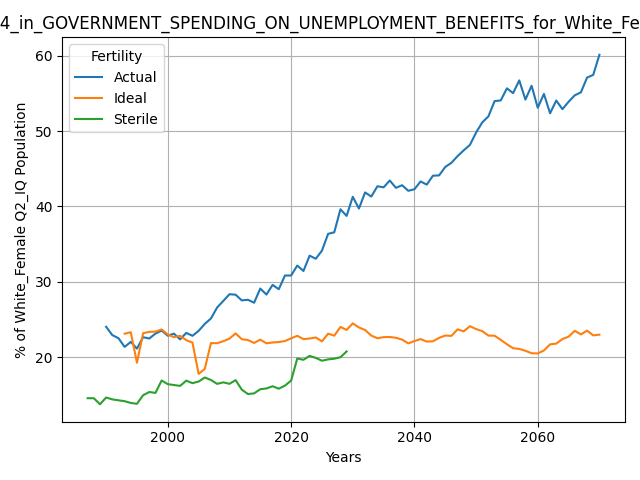 4_in_GOVERNMENT_SPENDING_ON_UNEMPLOYMENT_BENEFITS_for_White_Fe
Fertility
Actual
Ideal
Sterile
% of White_Female Q2_IQ Population
60
50
40
30
20
2000
2020
2040
2060
Years